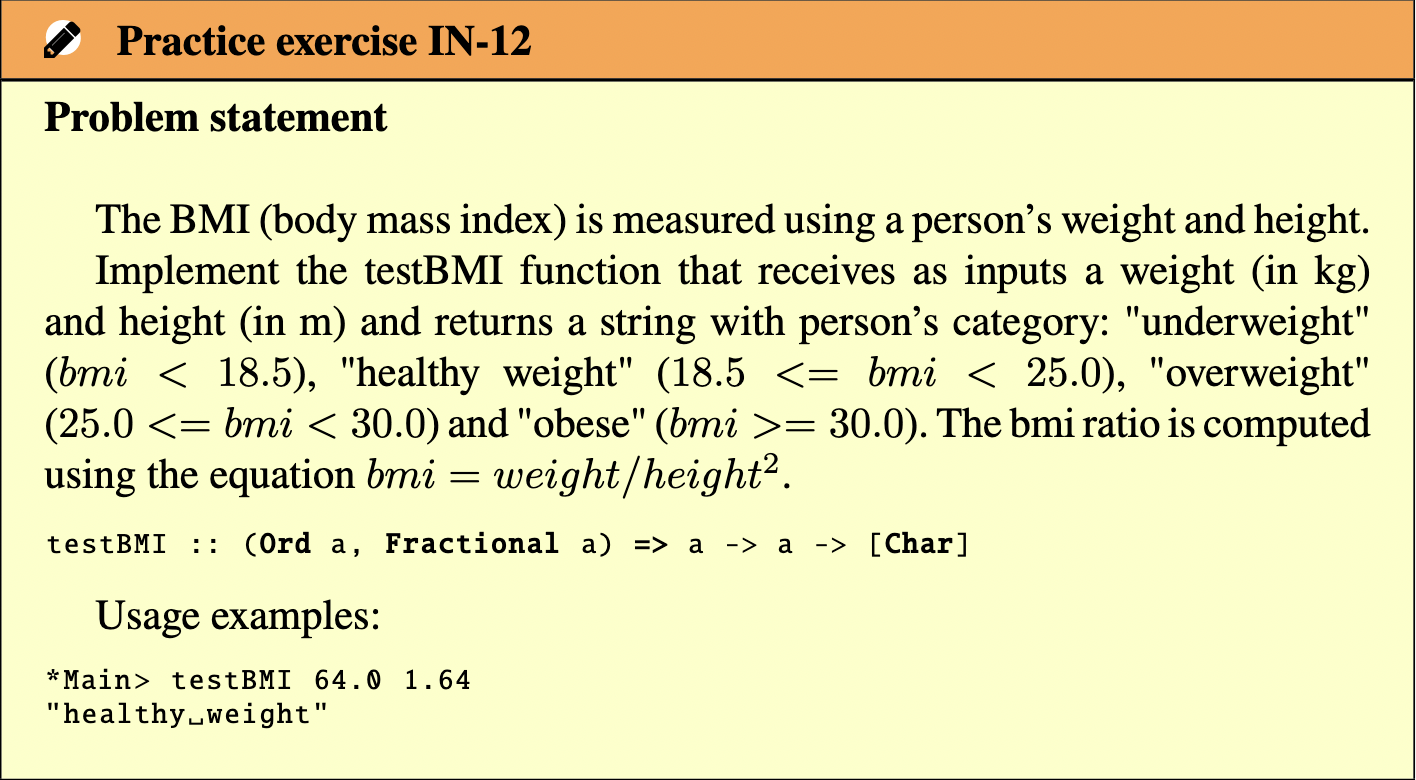 Practice exercise IN-12
Problem statement
The BMI (body mass index) is measured using a person’s weight and height.
Implement the testBMI function that receives as inputs a weight (in kg)
and height (in m) and returns a string with person’s category: "underweight"
(bmi < 18.5), "healthy weight" (18.5 <= bmi < 25.0), "overweight"
(25.0 <= bmi < 30.0) and "obese" (bmi >= 30.0). The bmi ratio is computed
using the equation bmi = weight/height².
testBMI :: (Ord a, Fractional a) => a -> a -> [Char]
Usage examples:
*Main> testBMI 64.0 1.64
"healthy␣weight"